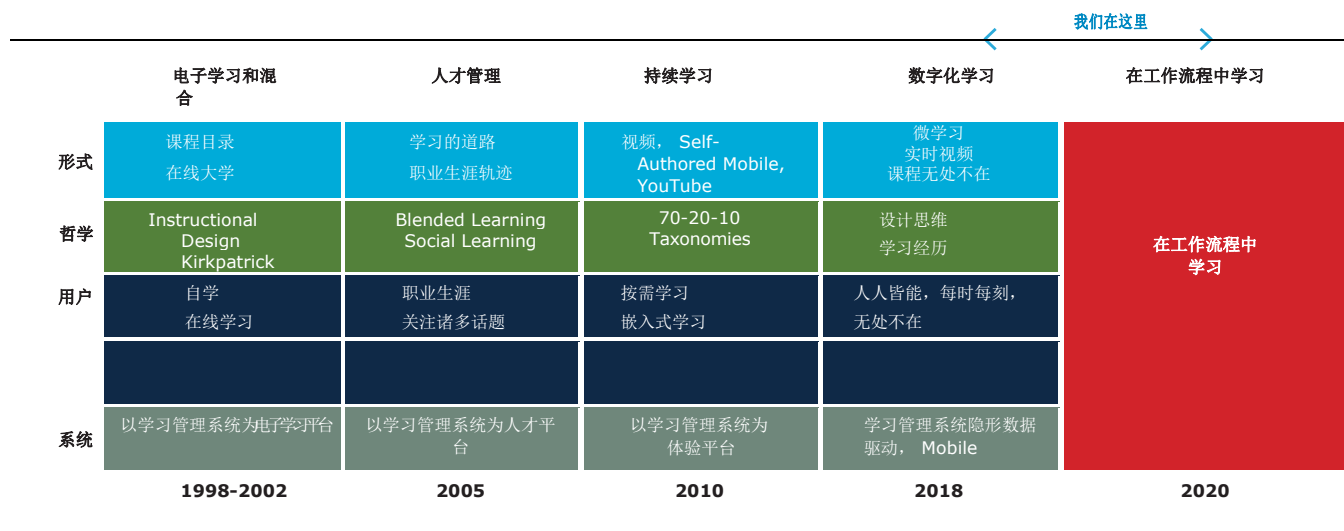 我们在这里
电子学习和混
合
人才管理
持续学习
数字化学习
在工作流程中学习
形式
课程目录
在线大学
学习的道路
职业生涯轨迹
视频， Self-
Authored Mobile,
YouTube
微学习
实时视频
课程无处不在
哲学
Instructional
Design
Kirkpatrick
Blended Learning
Social Learning
70-20-10
Taxonomies
设计思维
学习经历
在工作流程中
学习
用户
自学
在线学习
职业生涯
关注诸多话题
按需学习
嵌入式学习
人人皆能，每时每刻，
无处不在
系统
以学习管理系统为电子学习平台
以学习管理系统为人才平
台
以学习管理系统为
体验平台
学习管理系统隐形数据
驱动， Mobile
1998-2002
2005
2010
2018
2020